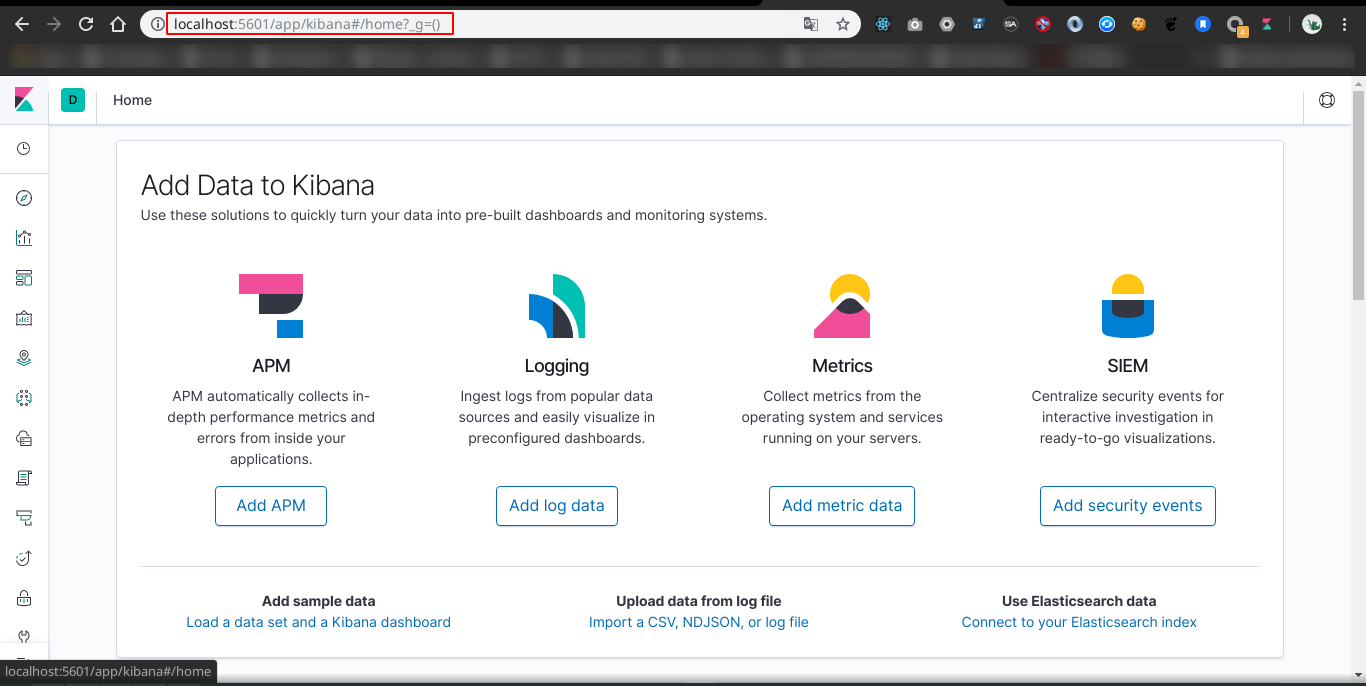 localhost:5601/app/kibana#/home?_g=()
4
D
Home
Add Data to Kibana
Use these solutions to quickly turn your data into pre-built dashboards and monitoring systems.
APM
APM automatically collects in-
depth performance metrics and
errors from inside your
applications.
Add APM
Logging
Ingest logs from popular data
sources and easily visualize in
preconfigured dashboards.
Add log data
Metrics
Collect metrics from the
operating system and services
running on your servers.
Add metric data
SIEM
Centralize security events for
interactive investigation in
ready-to-go visualizations.
Add security events
Add sample data
Load a data set and a Kibana dashboard
Upload data from log file
Import a CSV, NDJSON, or log file
Use Elasticsearch data
Connect to your Elasticsearch index
localhost:5601/app/kibana#/home